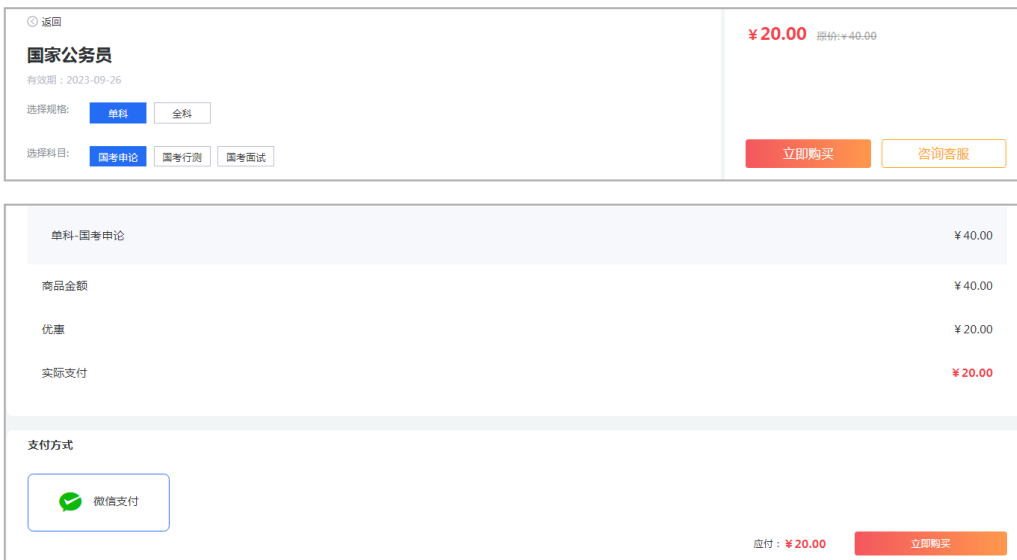 返回
国家公务员
有效期：2023-09-26
选择规格: 单科 全科
选择科目: 国考申论 国考行测 国考面试
¥20.00 原价:¥40.00
立即购买 咨询客服
单科-国考申论 ¥40.00
商品金额 ¥40.00
优惠 ¥20.00
实际支付 ¥20.00
支付方式
微信支付
应付：¥20.00 立即购买